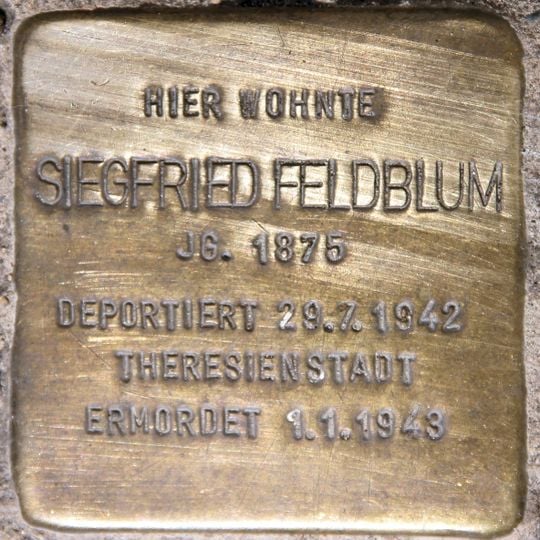 HIER WOHNTE
SIEGFRIED FELDBLUM
JG. 1875
DEPORTIERT 29.7.1942
THERESIENSTADT
ERMORDET 1.1.1943